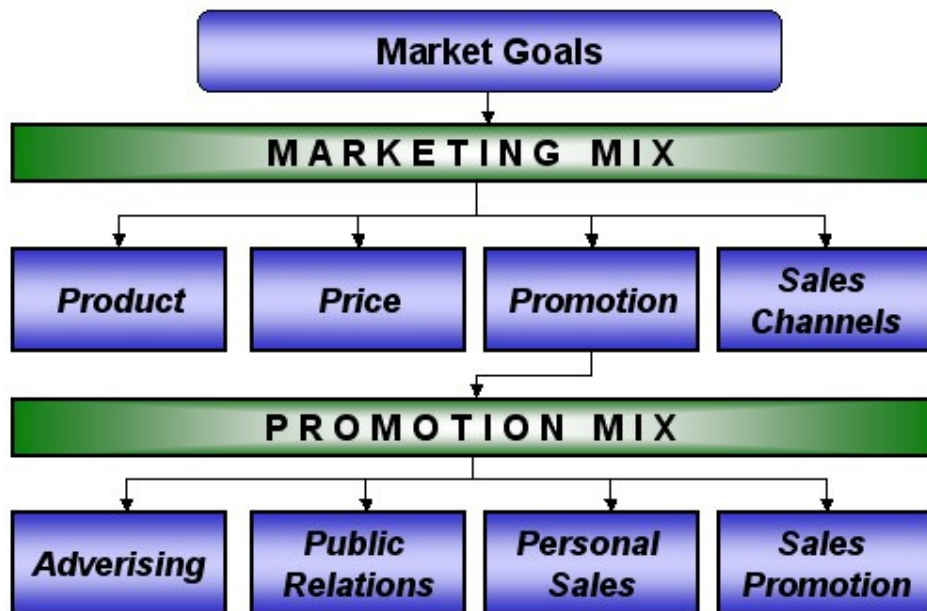 Market Goals
MARKETING MIX
Product
Price
Promotion
Sales
Channels
PROMOTION MIX
Adverising
Public
Relations
Personal
Sales
Sales
Promotion